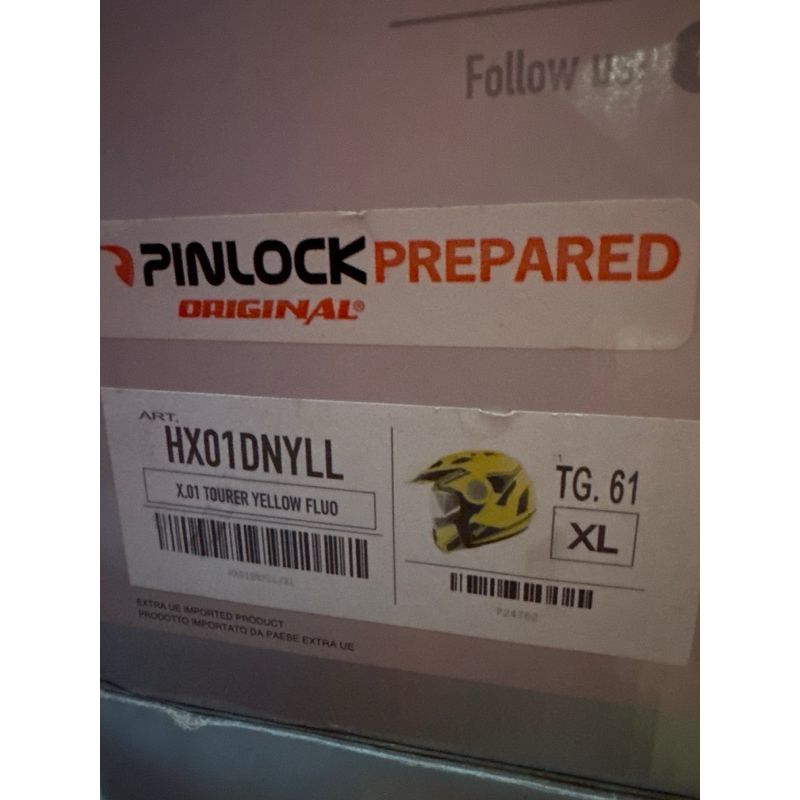 Follow us:
PINLOCK PREPARED
ORIGINAL®
ART.
HX01DNYLL
X.01 TOURER YELLOW FLUO
TG. 61
XL
P24760
EXTRA UE IMPORTED PRODUCT
PRODOTTO IMPORTATO DA PAESE EXTRA UE